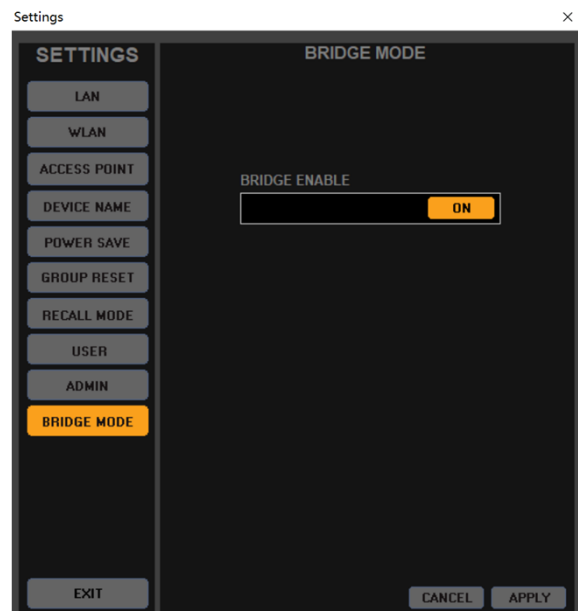 Settings
SETTINGS
LAN
WLAN
ACCESS POINT
DEVICE NAME
POWER SAVE
GROUP RESET
RECALL MODE
USER
ADMIN
BRIDGE MODE
EXIT
BRIDGE MODE
BRIDGE ENABLE
ON
CANCEL
APPLY